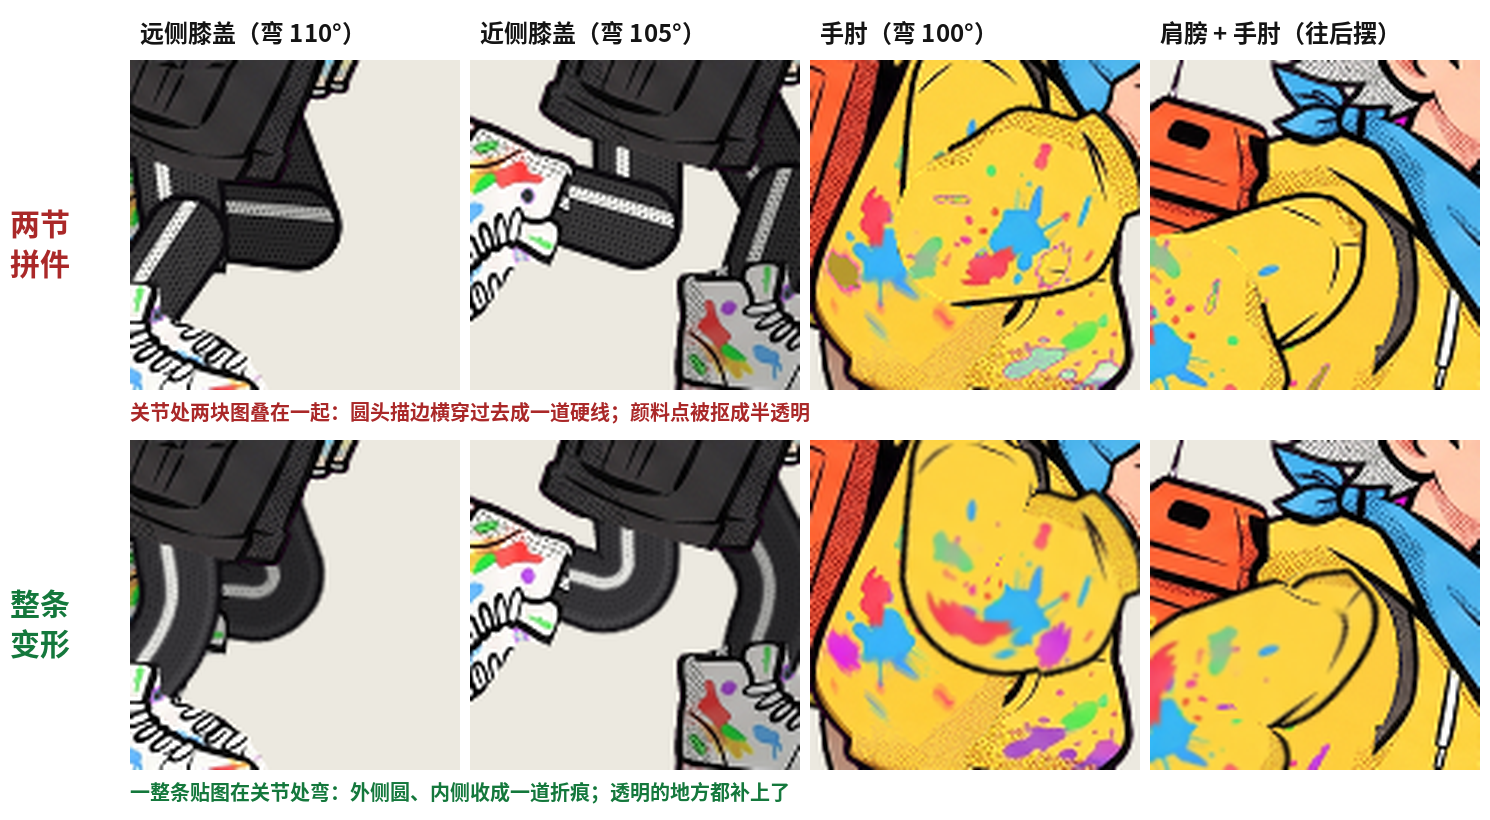 远侧膝盖（弯 110°）
近侧膝盖（弯 105°）
手肘（弯 100°）
肩膀 + 手肘（往后摆）
两节
拼件
关节处两块图叠在一起：圆头描边横穿过去成一道硬线；颜料点被抠成半透明
整条
变形
一整条贴图在关节处弯：外侧圆、内侧收成一道折痕；透明的地方都补上了